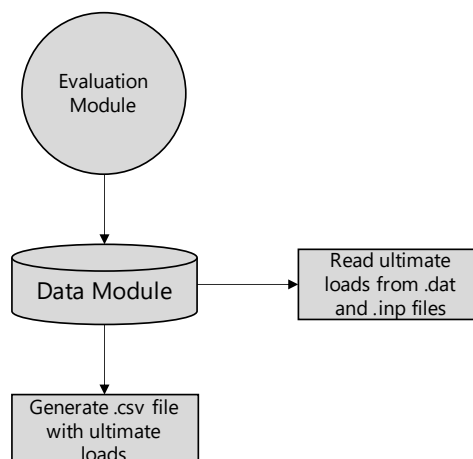 Evaluation
Module
Data Module
Read ultimate
loads from .dat
and .inp files
Generate .csv file
with ultimate
loads